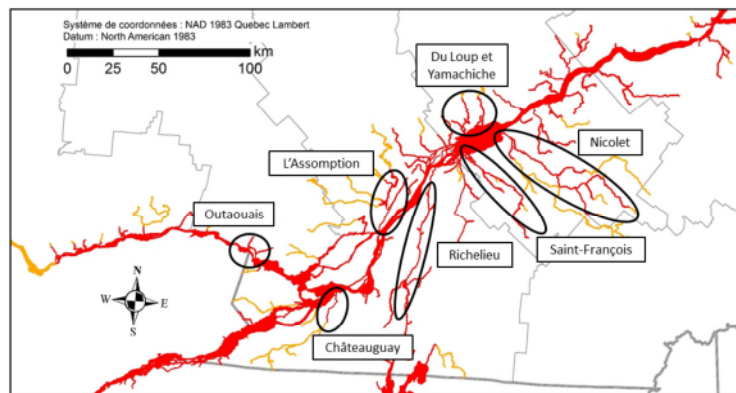 Système de coordonnées : NAD 1983 Quebec Lambert
Datum : North American 1983
0 25 50 100
km
Du Loup et
Yamachiche
Nicolet
L'Assomption
Outaouais
Saint-François
Richelieu
N
W E
S
Châteauguay